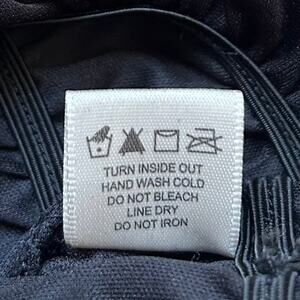 TURN INSIDE OUT
HAND WASH COLD
DO NOT BLEACH
LINE DRY
DO NOT IRON